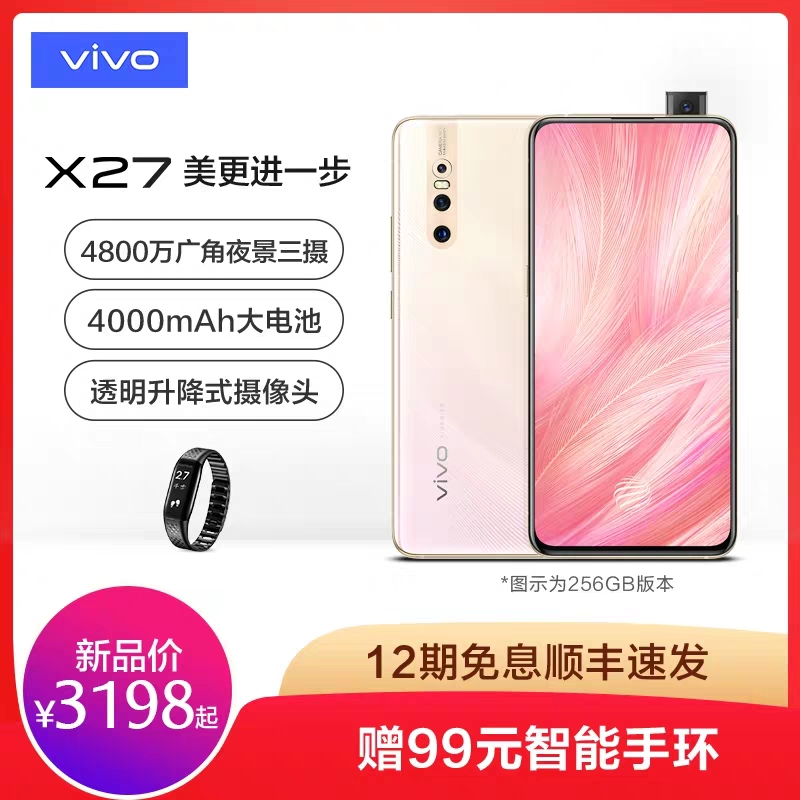 vivo
X27 美更进一步
4800万广角夜景三摄
4000mAh大电池
透明升降式摄像头
vivo
27
*图示为256GB版本
新品价
¥3198起
12期免息顺丰速发
赠99元智能手环